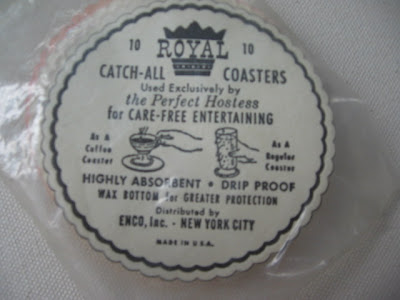 10 ROYAL 10
CATCH-ALL COASTERS
Used Exclusively by
the Perfect Hostess
for CARE-FREE ENTERTAINING
As A
Coffee
Coaster
As A
Regular
Coaster
HIGHLY ABSORBENT • DRIP PROOF
WAX BOTTOM for GREATER PROTECTION
Distributed by
ENCO, Inc. - NEW YORK CITY
MADE IN U.S.A.